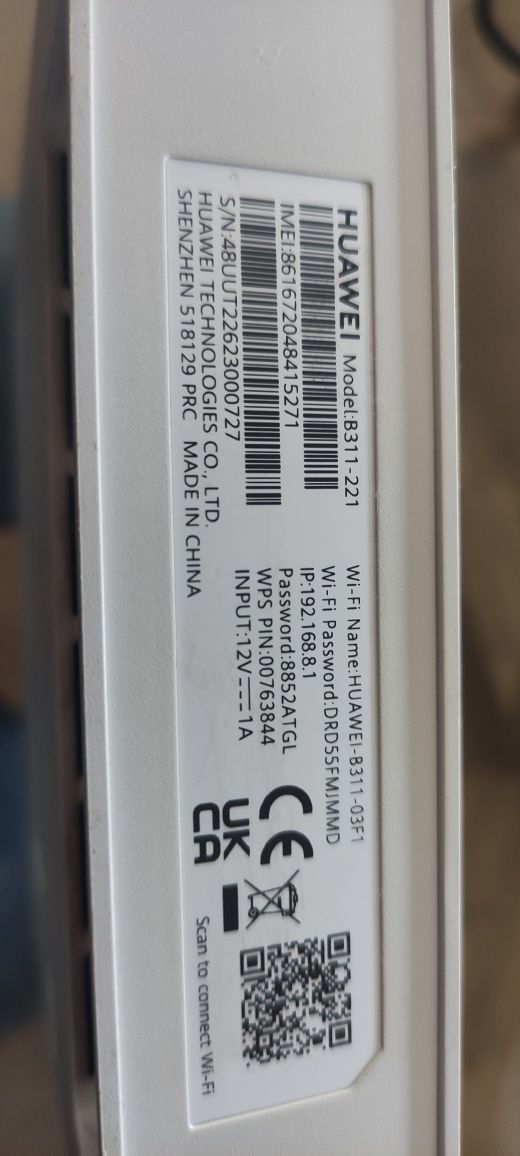 HUAWEI Model:B311-221
IMEI:861672048415271
S/N:48UUT22623000727
HUAWEI TECHNOLOGIES CO., LTD.
SHENZHEN 518129 PRC MADE IN CHINA
Wi-Fi Name:HUAWEI-B311-03F1
Wi-Fi Password:DRD55FMJMMD
IP:192.168.8.1
Password:8852ATGL
WPS PIN:00763844
INPUT:12V⎓1A
CE
UK
CA
Scan to connect Wi-Fi